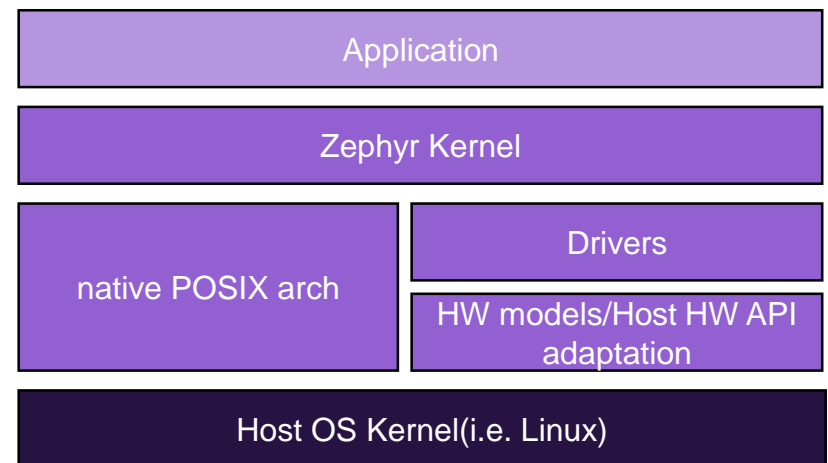 Application
Zephyr Kernel
native POSIX arch
Drivers
HW models/Host HW API
adaptation
Host OS Kernel(i.e. Linux)